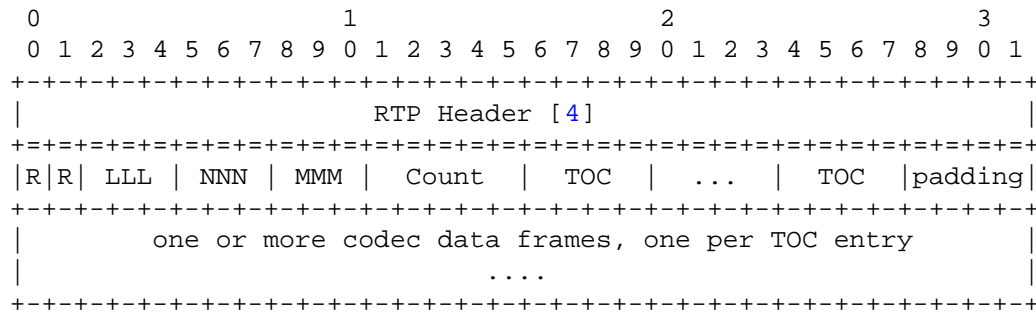 0                   1                   2                   3
 0 1 2 3 4 5 6 7 8 9 0 1 2 3 4 5 6 7 8 9 0 1 2 3 4 5 6 7 8 9 0 1
+-+-+-+-+-+-+-+-+-+-+-+-+-+-+-+-+-+-+-+-+-+-+-+-+-+-+-+-+-+-+-+-+
|                      RTP Header [4]                           |
+=+=+=+=+=+=+=+=+=+=+=+=+=+=+=+=+=+=+=+=+=+=+=+=+=+=+=+=+=+=+=+=+
|R|R| LLL | NNN | MMM |  Count  |  TOC  |  ...  |  TOC  |padding|
+-+-+-+-+-+-+-+-+-+-+-+-+-+-+-+-+-+-+-+-+-+-+-+-+-+-+-+-+-+-+-+-+
|        one or more codec data frames, one per TOC entry       |
|                             ....                              |
+-+-+-+-+-+-+-+-+-+-+-+-+-+-+-+-+-+-+-+-+-+-+-+-+-+-+-+-+-+-+-+-+